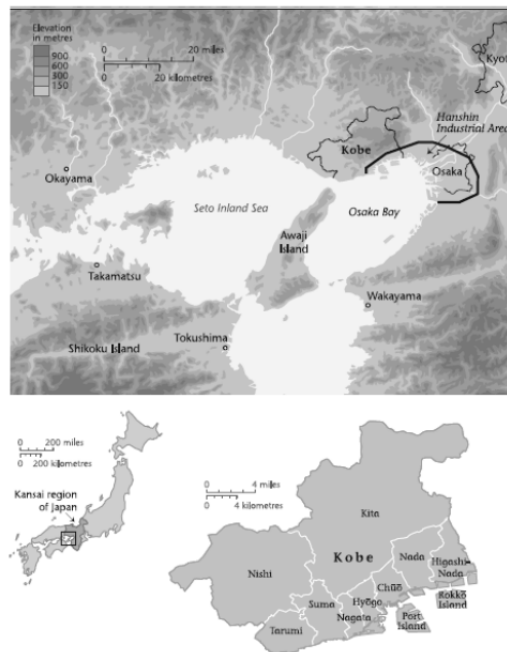 Elevation
in metres
900
600
300
150
0 20 miles
0 20 kilometres
Kyoto
Hanshin
Industrial Area
Kobe
Osaka
Okayama
Seto Inland Sea
Osaka Bay
Awaji
Island
Takamatsu
Wakayama
Tokushima
Shikoku Island
0 200 miles
0 200 kilometres
Kansai region
of Japan
0 4 miles
0 4 kilometres
Kita
Kobe
Nishi
Nada
Higashi-
Nada
Chūō
Suma
Hyōgo
Nagata
Rokkō
Island
Port
Island
Tarumi